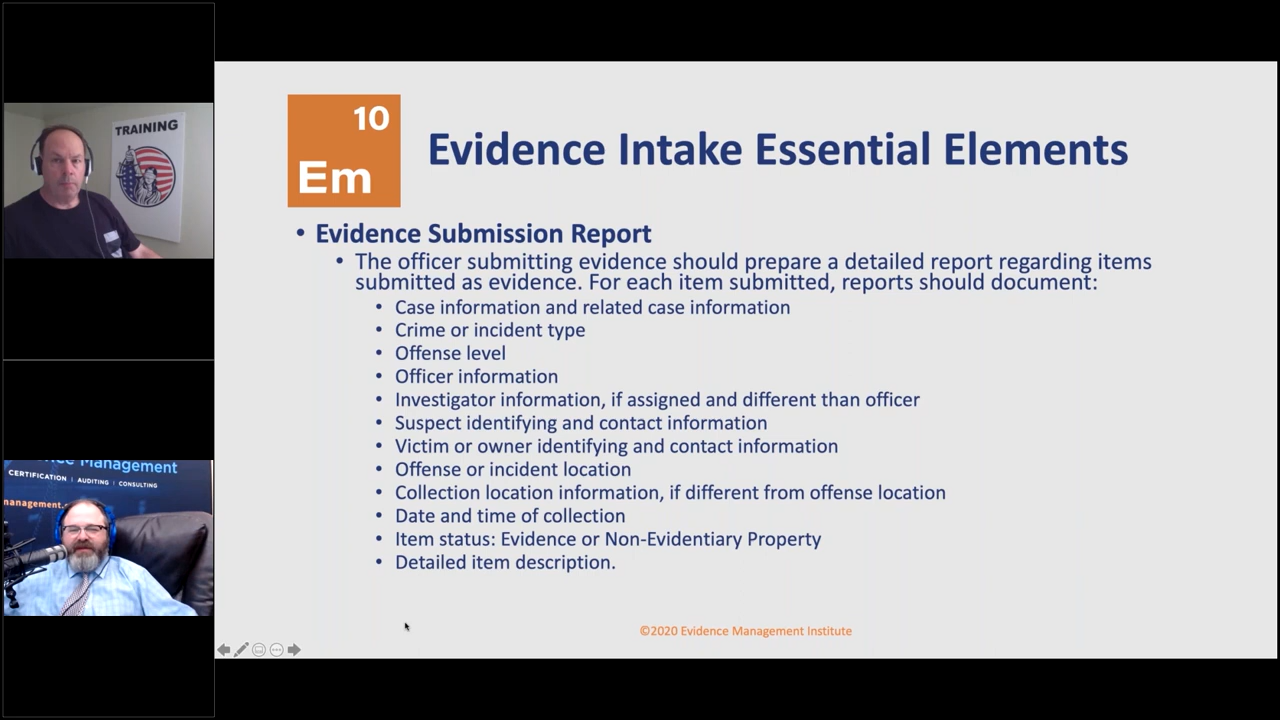 TRAINING
Management
CERTIFICATION | AUDITING | CONSULTING
management.
10
Em
Evidence Intake Essential Elements
• Evidence Submission Report
• The officer submitting evidence should prepare a detailed report regarding items
submitted as evidence. For each item submitted, reports should document:
• Case information and related case information
• Crime or incident type
• Offense level
• Officer information
• Investigator information, if assigned and different than officer
• Suspect identifying and contact information
• Victim or owner identifying and contact information
• Offense or incident location
• Collection location information, if different from offense location
• Date and time of collection
• Item status: Evidence or Non-Evidentiary Property
• Detailed item description.
©2020 Evidence Management Institute